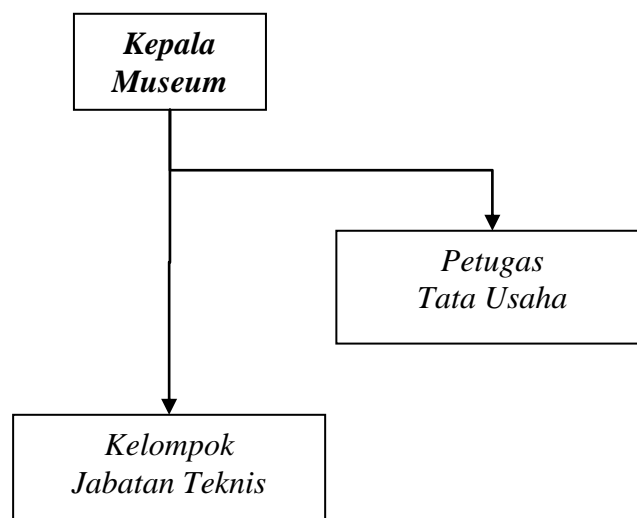 Kepala
Museum
Petugas
Tata Usaha
Kelompok
Jabatan Teknis